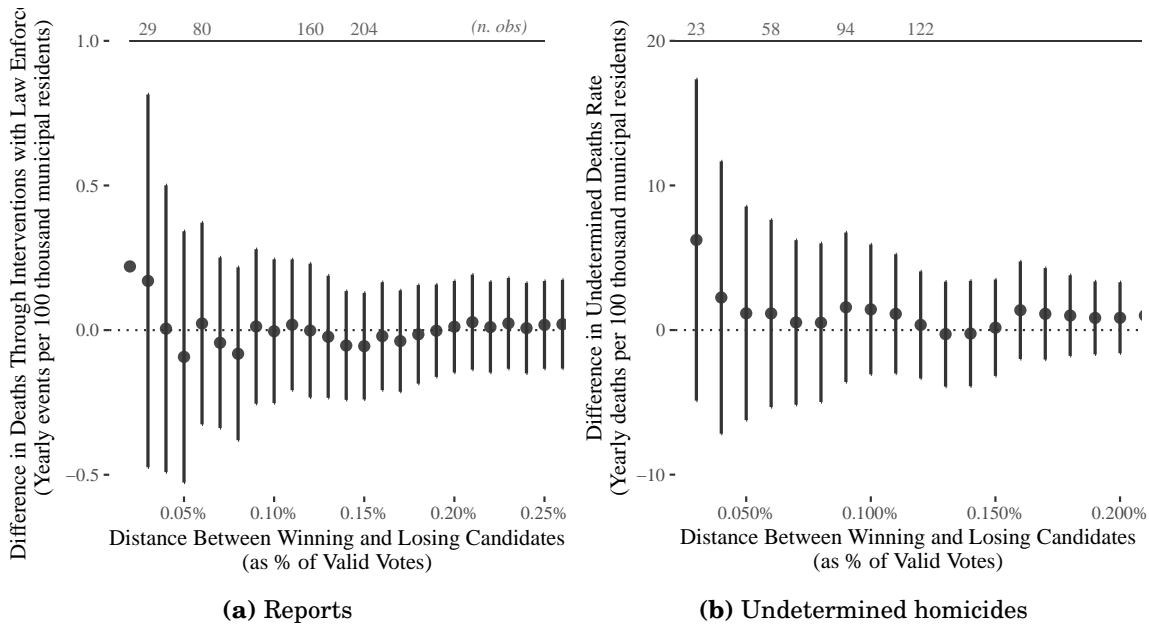 29 80 160 204 (n. obs)
1.0
0.5
0.0
−0.5
Difference in Deaths Through Interventions with Law Enforc
(Yearly events per 100 thousand municipal residents)
0.05% 0.10% 0.15% 0.20% 0.25%
Distance Between Winning and Losing Candidates
(as % of Valid Votes)
(a) Reports
23 58 94 122
20
10
0
−10
Difference in Undetermined Deaths Rate
(Yearly deaths per 100 thousand municipal residents)
0.050% 0.100% 0.150% 0.200%
Distance Between Winning and Losing Candidates
(as % of Valid Votes)
(b) Undetermined homicides